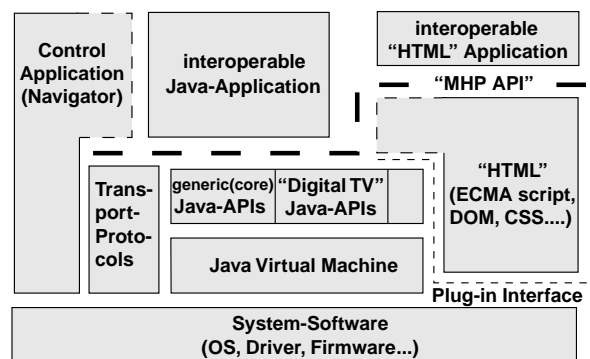 Control
Application
(Navigator)
interoperable
Java-Application
interoperable
“HTML” Application
“MHP API”
Trans-
port-
Proto-
cols
generic(core)
Java-APIs
“Digital TV”
Java-APIs
“HTML”
(ECMA script,
DOM, CSS....)
Java Virtual Machine
Plug-in Interface
System-Software
(OS, Driver, Firmware...)